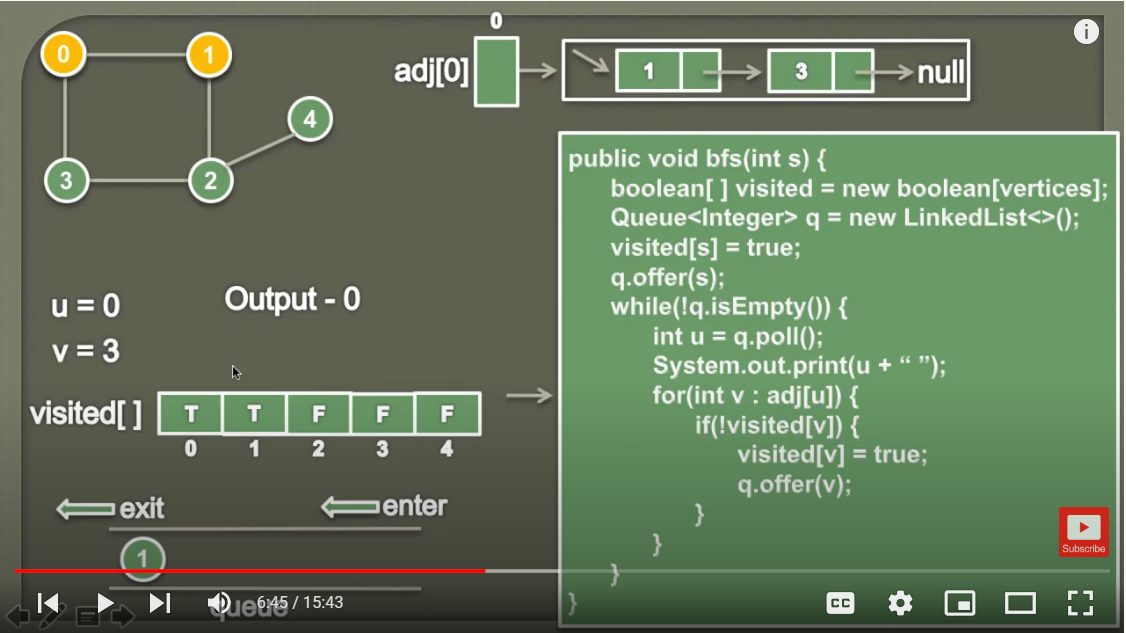 0
0
1
adj[0]
1
3
null
i
4
3
2
public void bfs(int s) {
boolean[ ] visited = new boolean[vertices];
Queue<Integer> q = new LinkedList<>();
visited[s] = true;
q.offer(s);
while(!q.isEmpty()) {
int u = q.poll();
System.out.print(u + “ ”);
for(int v : adj[u]) {
if(!visited[v]) {
visited[v] = true;
q.offer(v);
}
}
}
}
u = 0
Output - 0
v = 3
visited[ ]
T T F F F
0 1 2 3 4
exit
enter
1
queue
Subscribe
6:45 / 15:43
CC